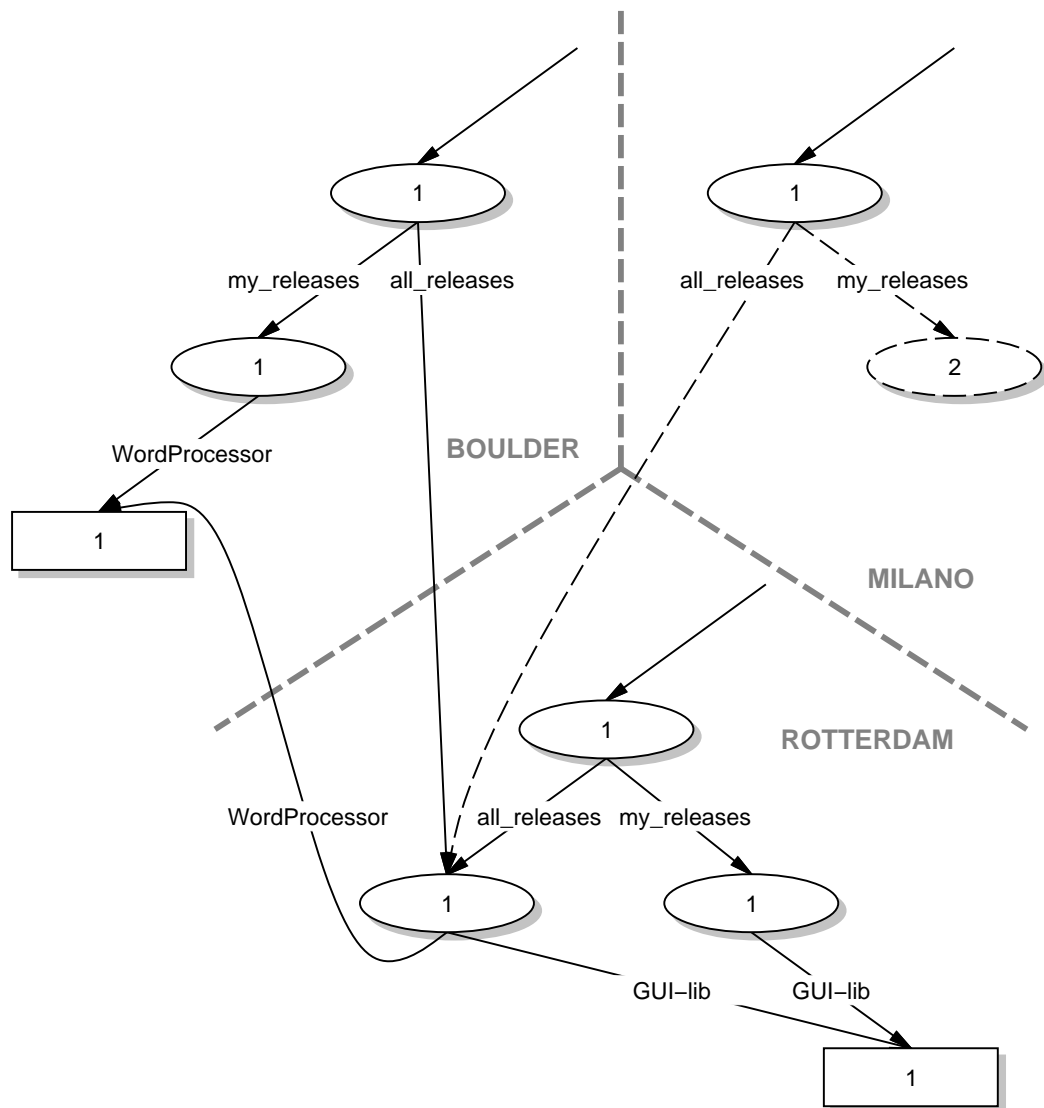 1
1
my_releases
all_releases
all_releases
my_releases
1
2
WordProcessor
BOULDER
1
MILANO
1
ROTTERDAM
WordProcessor
all_releases
my_releases
1
1
GUI−lib
GUI−lib
1